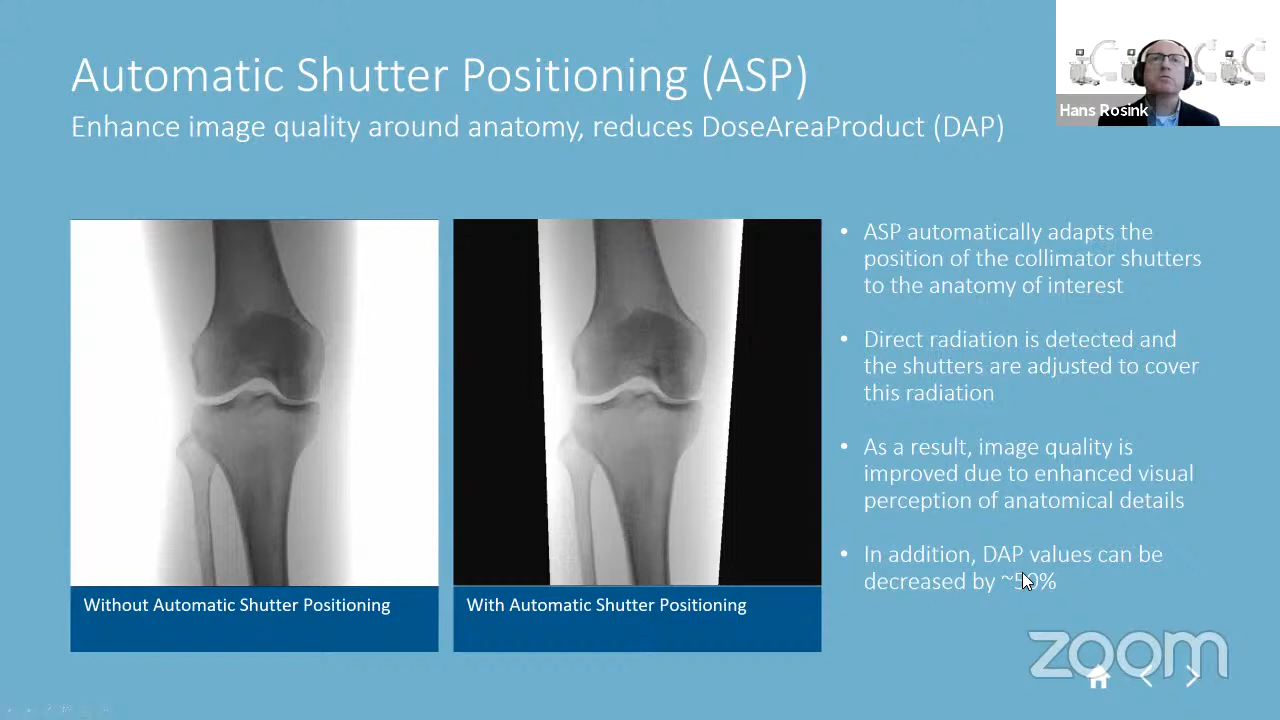 Automatic Shutter Positioning (ASP)
Enhance image quality around anatomy, reduces DoseAreaProduct (DAP)
Hans Rosink
Without Automatic Shutter Positioning
With Automatic Shutter Positioning
• ASP automatically adapts the
position of the collimator shutters
to the anatomy of interest
• Direct radiation is detected and
the shutters are adjusted to cover
this radiation
• As a result, image quality is
improved due to enhanced visual
perception of anatomical details
• In addition, DAP values can be
decreased by ~50%
zoom